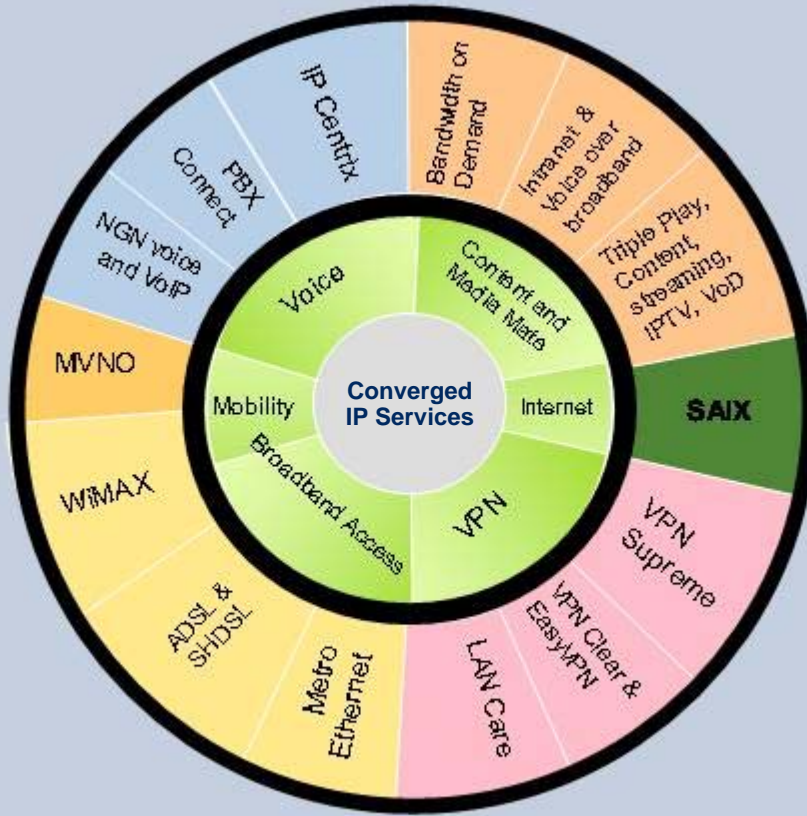 IP Centrix
PBX
Connect
NGN voice
and VoIP
MVNO
WiMAX
ADSL &
SHDSL
Metro
Ethernet
LAN Care
VPN Clear &
EasyVPN
VPN
Supreme
SAIX
Triple Play,
Content,
streaming,
IPTV, VoD
Intranet &
Voice over
broadband
Bandwidth on
Demand
Voice
Content and
Media Mate
Mobility
Internet
Broadband Access
VPN
Converged
IP Services